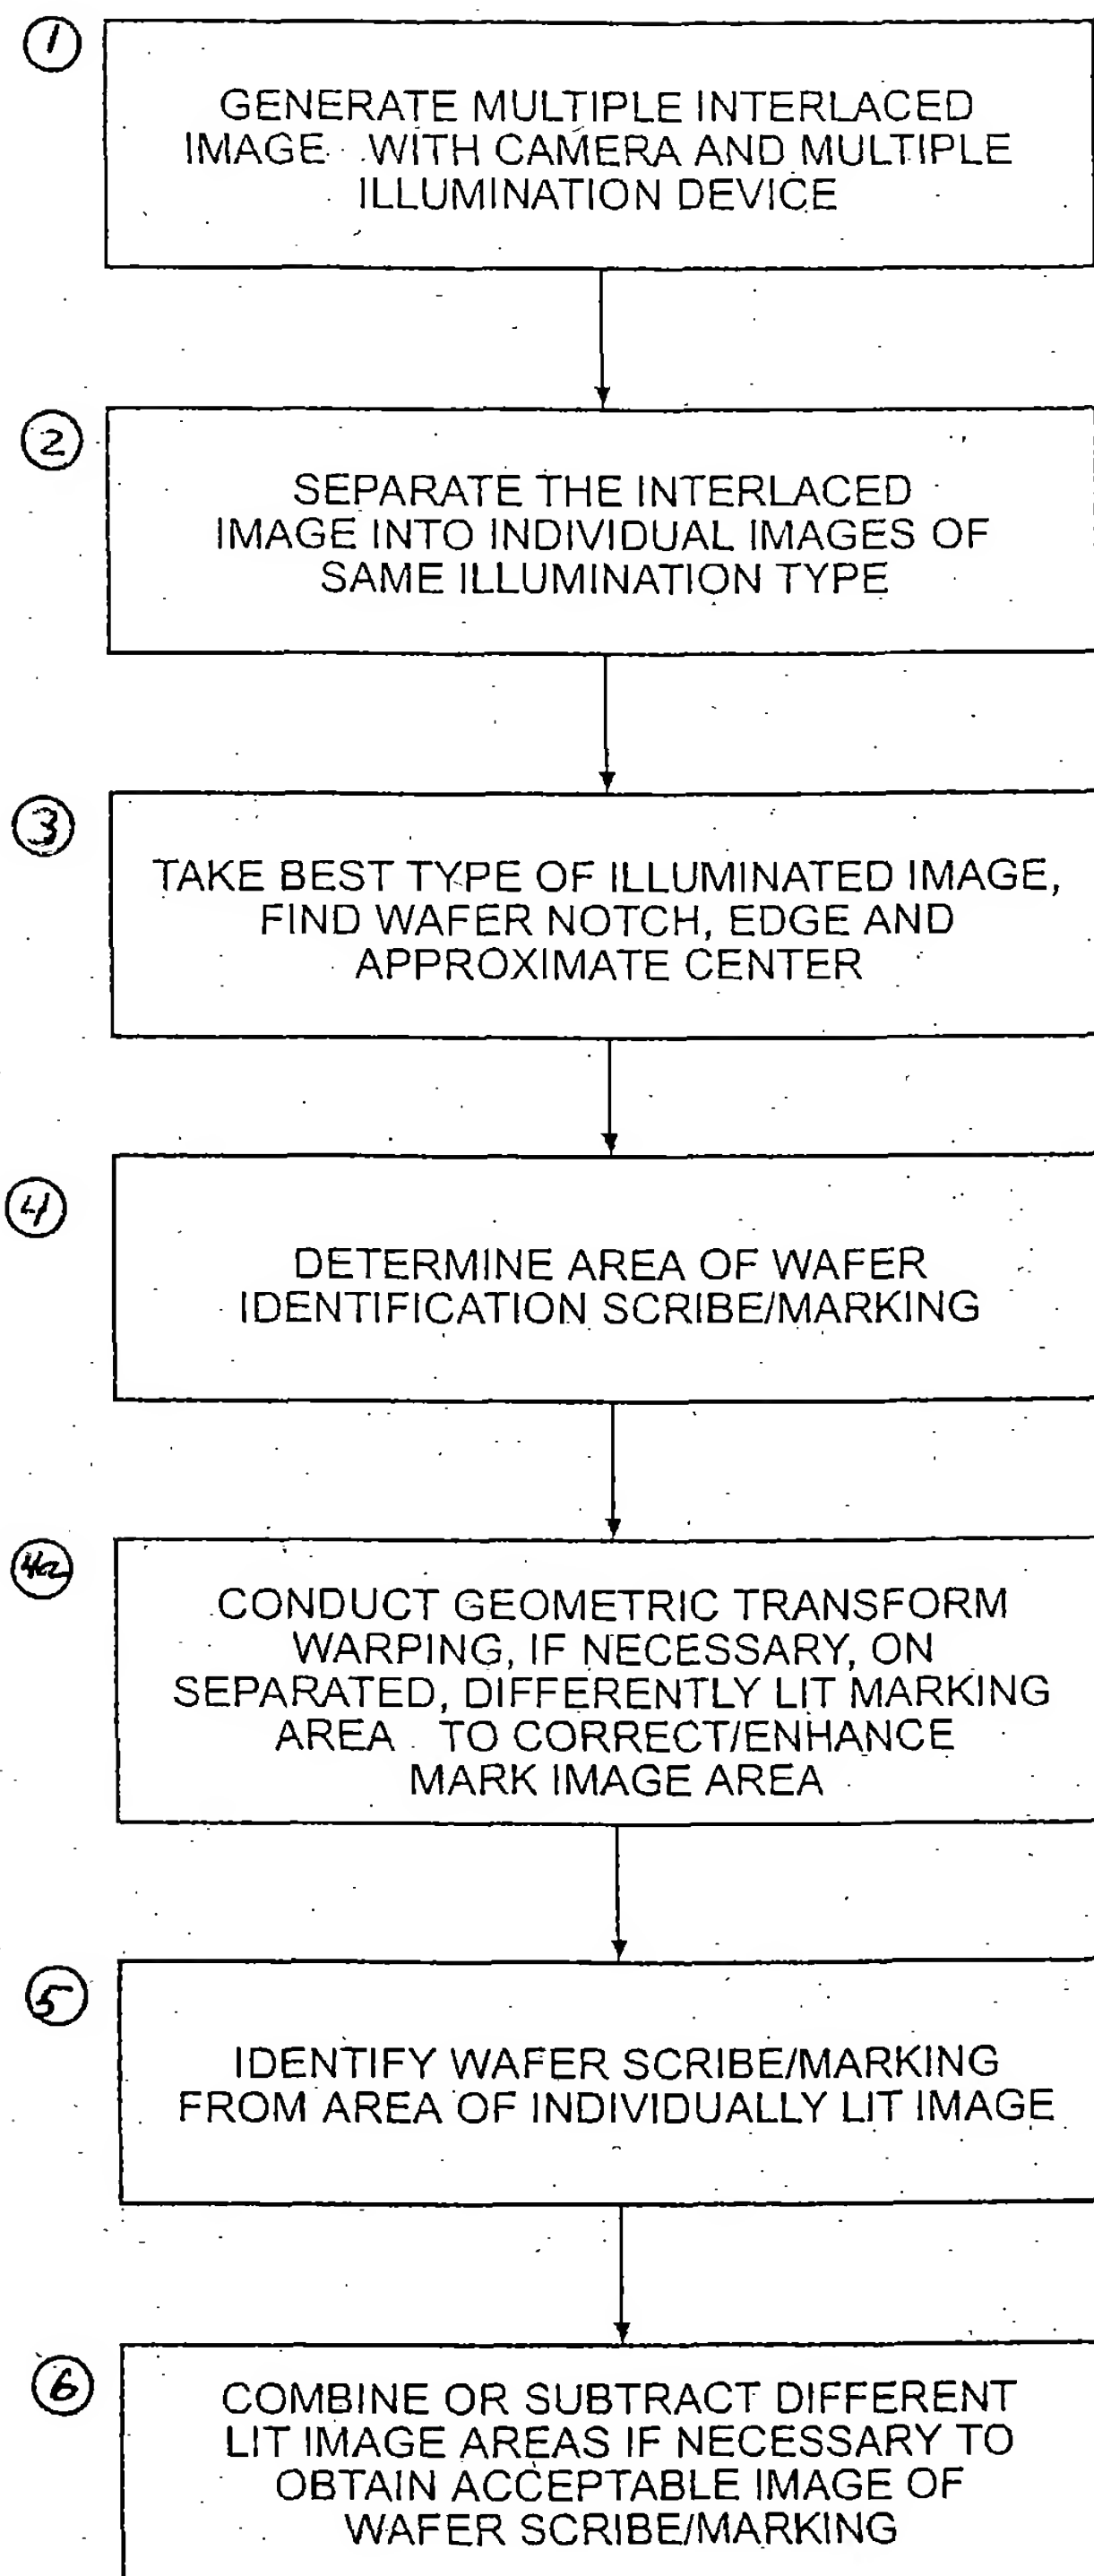 1
GENERATE MULTIPLE INTERLACED
IMAGE WITH CAMERA AND MULTIPLE
ILLUMINATION DEVICE
2
SEPARATE THE INTERLACED
IMAGE INTO INDIVIDUAL IMAGES OF
SAME ILLUMINATION TYPE
3
TAKE BEST TYPE OF ILLUMINATED IMAGE,
FIND WAFER NOTCH, EDGE AND
APPROXIMATE CENTER
4
DETERMINE AREA OF WAFER
IDENTIFICATION SCRIBE/MARKING
4a
CONDUCT GEOMETRIC TRANSFORM
WARPING, IF NECESSARY, ON
SEPARATED, DIFFERENTLY LIT MARKING
AREA TO CORRECT/ENHANCE
MARK IMAGE AREA
5
IDENTIFY WAFER SCRIBE/MARKING
FROM AREA OF INDIVIDUALLY LIT IMAGE
6
COMBINE OR SUBTRACT DIFFERENT
LIT IMAGE AREAS IF NECESSARY TO
OBTAIN ACCEPTABLE IMAGE OF
WAFER SCRIBE/MARKING